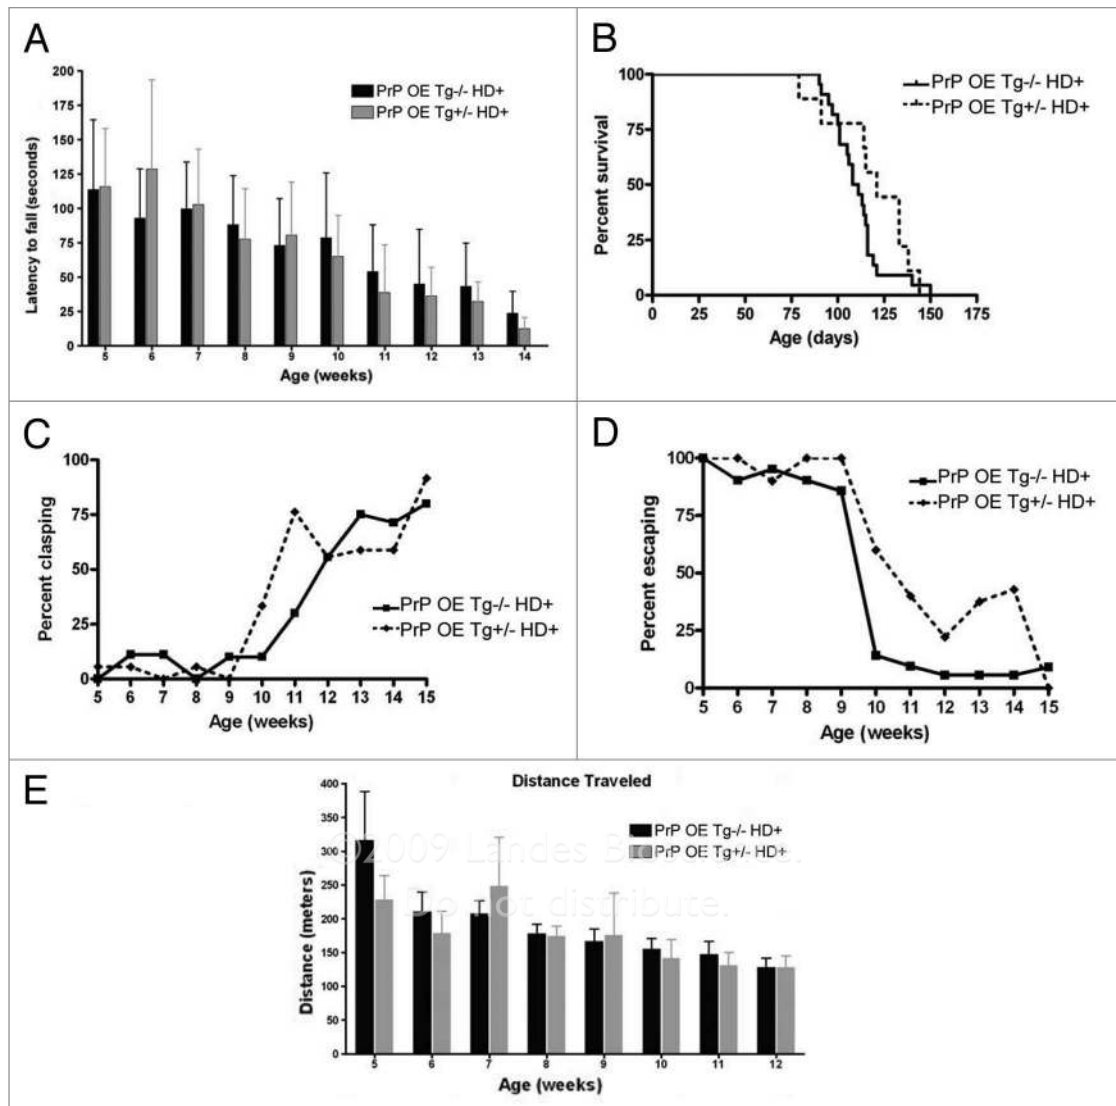 A
200
175
150
125
100
75
50
25
0
Latency to fall (seconds)
PrP OE Tg-/- HD+
PrP OE Tg+/- HD+
5 6 7 8 9 10 11 12 13 14
Age (weeks)
B
100
75
50
25
0
Percent survival
PrP OE Tg-/- HD+
PrP OE Tg+/- HD+
0 25 50 75 100 125 150 175
Age (days)
C
100
75
50
25
0
Percent clasping
PrP OE Tg-/- HD+
PrP OE Tg+/- HD+
5 6 7 8 9 10 11 12 13 14 15
Age (weeks)
D
100
75
50
25
0
Percent escaping
PrP OE Tg-/- HD+
PrP OE Tg+/- HD+
5 6 7 8 9 10 11 12 13 14 15
Age (weeks)
E
Distance Traveled
400
350
300
250
200
150
100
50
0
Distance (meters)
PrP OE Tg-/- HD+
PrP OE Tg+/- HD+
©2009 Landes
Do not distribute.
5 6 7 8 9 10 11 12
Age (weeks)